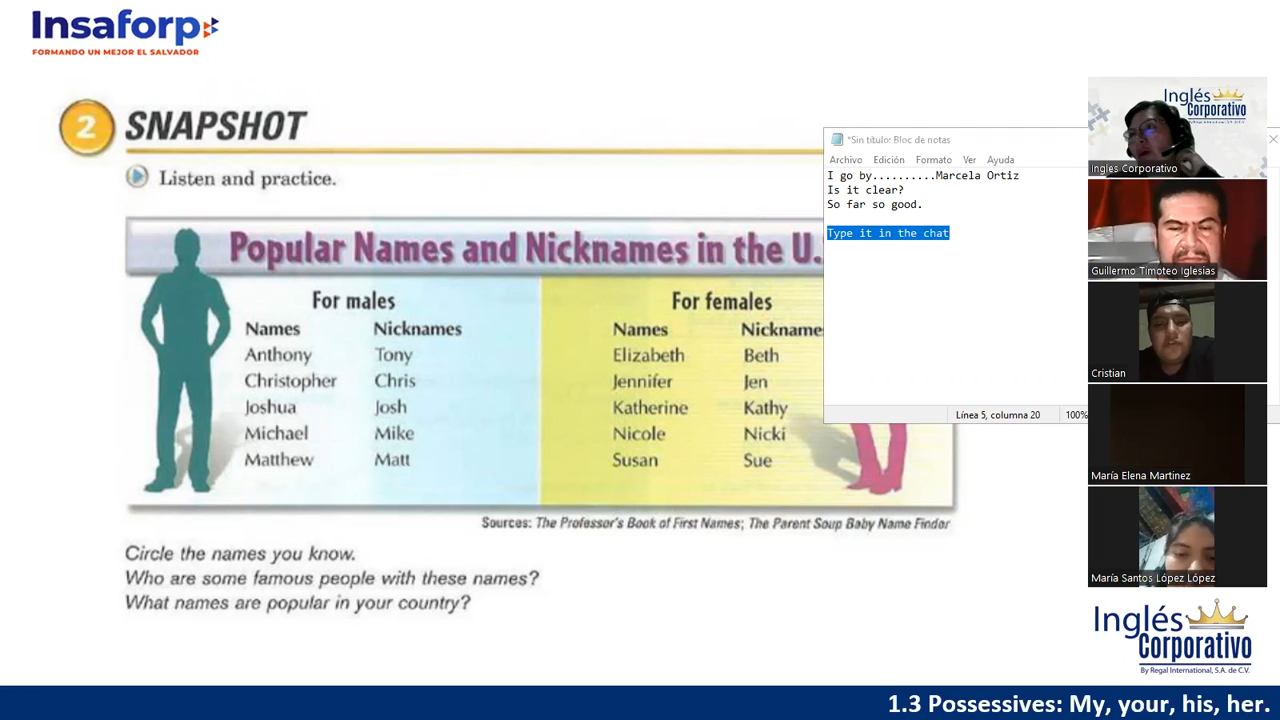 Insaforp
FORMANDO UN MEJOR EL SALVADOR
2 SNAPSHOT
Listen and practice.
Popular Names and Nicknames in the U.
For males
Names Nicknames
Anthony Tony
Christopher Chris
Joshua Josh
Michael Mike
Matthew Matt
For females
Names Nickname
Elizabeth Beth
Jennifer Jen
Katherine Kathy
Nicole Nicki
Susan Sue
Sources: The Professor's Book of First Names; The Parent Soup Baby Name Finder
Circle the names you know.
Who are some famous people with these names?
What names are popular in your country?
*Sin título: Bloc de notas
Archivo Edición Formato Ver Ayuda
I go by..........Marcela Ortiz
Is it clear?
So far so good.
Type it in the chat
Línea 5, columna 20 100%
Inglés
Corporativo
Ingles Corporativo
Guillermo Timoteo Iglesias
Cristian
María Elena Martinez
María Santos López López
Inglés
Corporativo
By Regal International, S.A. de C.V.
1.3 Possessives: My, your, his, her.